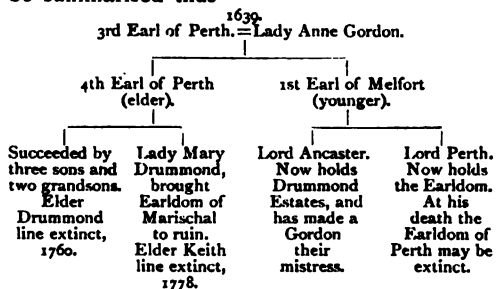 be summarised thus
1639.
3rd Earl of Perth.=Lady Anne Gordon.
4th Earl of Perth
(elder).
1st Earl of Melfort
(younger).
Succeeded by
three sons and
two grandsons.
Elder
Drummond
line extinct,
1760.
Lady Mary
Drummond,
brought
Earldom of
Marischal
to ruin.
Elder Keith
line extinct,
1778.
Lord Ancaster.
Now holds
Drummond
Estates, and
has made a
Gordon
their
mistress.
Lord Perth.
Now holds
the Earldom.
At his
death the
Earldom of
Perth may be
extinct.